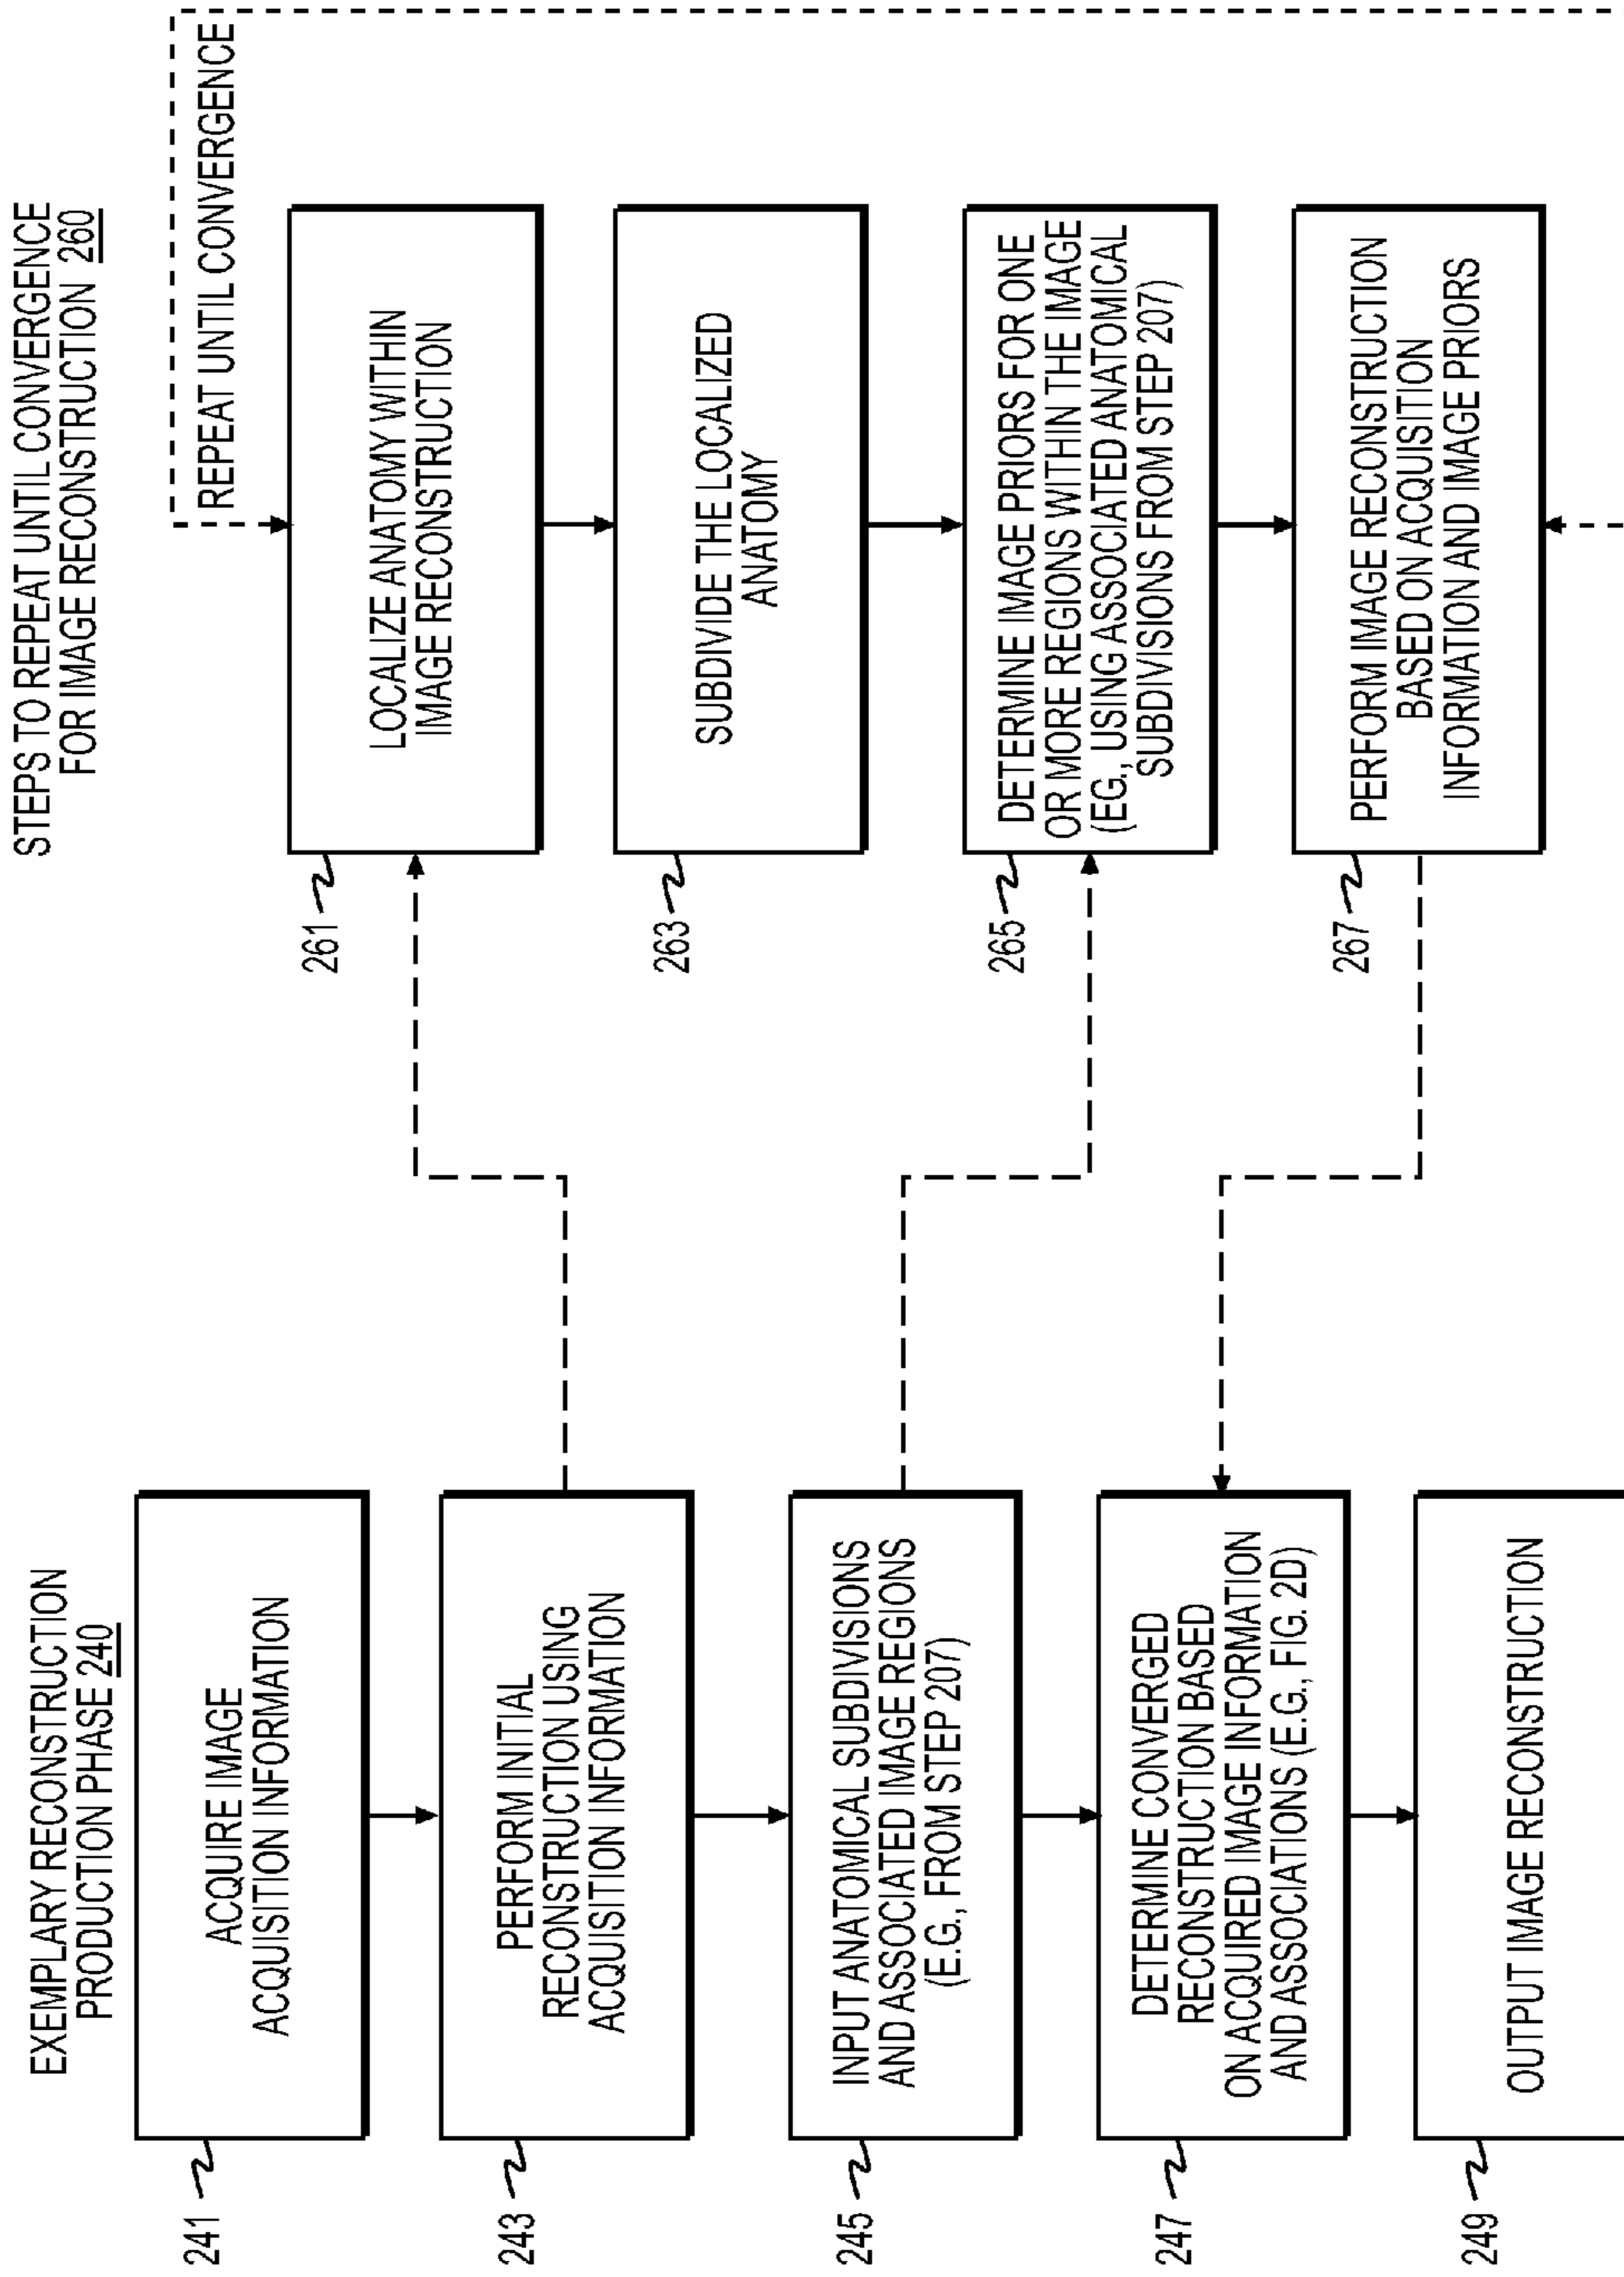 EXEMPLARY RECONSTRUCTION
PRODUCTION PHASE 240
241
ACQUIRE IMAGE
ACQUISITION INFORMATION
243
PERFORM INITIAL
RECONSTRUCTION USING
ACQUISITION INFORMATION
245
INPUT ANATOMICAL SUBDIVISIONS
AND ASSOCIATED IMAGE REGIONS
(E.G., FROM STEP 207)
247
DETERMINE CONVERGED
RECONSTRUCTION BASED
ON ACQUIRED IMAGE INFORMATION
AND ASSOCIATIONS (E.G., FIG. 2D)
249
OUTPUT IMAGE RECONSTRUCTION
STEPS TO REPEAT UNTIL CONVERGENCE
FOR IMAGE RECONSTRUCTION 260
REPEAT UNTIL CONVERGENCE
261
LOCALIZE ANATOMY WITHIN
IMAGE RECONSTRUCTION
263
SUBDIVIDE THE LOCALIZED
ANATOMY
265
DETERMINE IMAGE PRIORS FOR ONE
OR MORE REGIONS WITHIN THE IMAGE
(EG., USING ASSOCIATED ANATOMICAL
SUBDIVISIONS FROM STEP 207)
267
PERFORM IMAGE RECONSTRUCTION
BASED ON ACQUISITION
INFORMATION AND IMAGE PRIORS